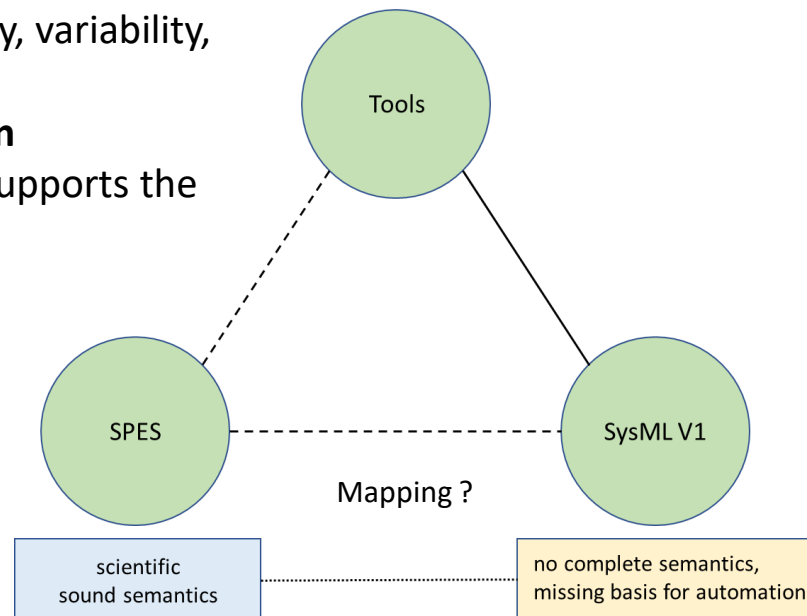 y, variability,
n
upports the
Tools
SPES
SysML V1
Mapping ?
scientific
sound semantics
no complete semantics,
missing basis for automation